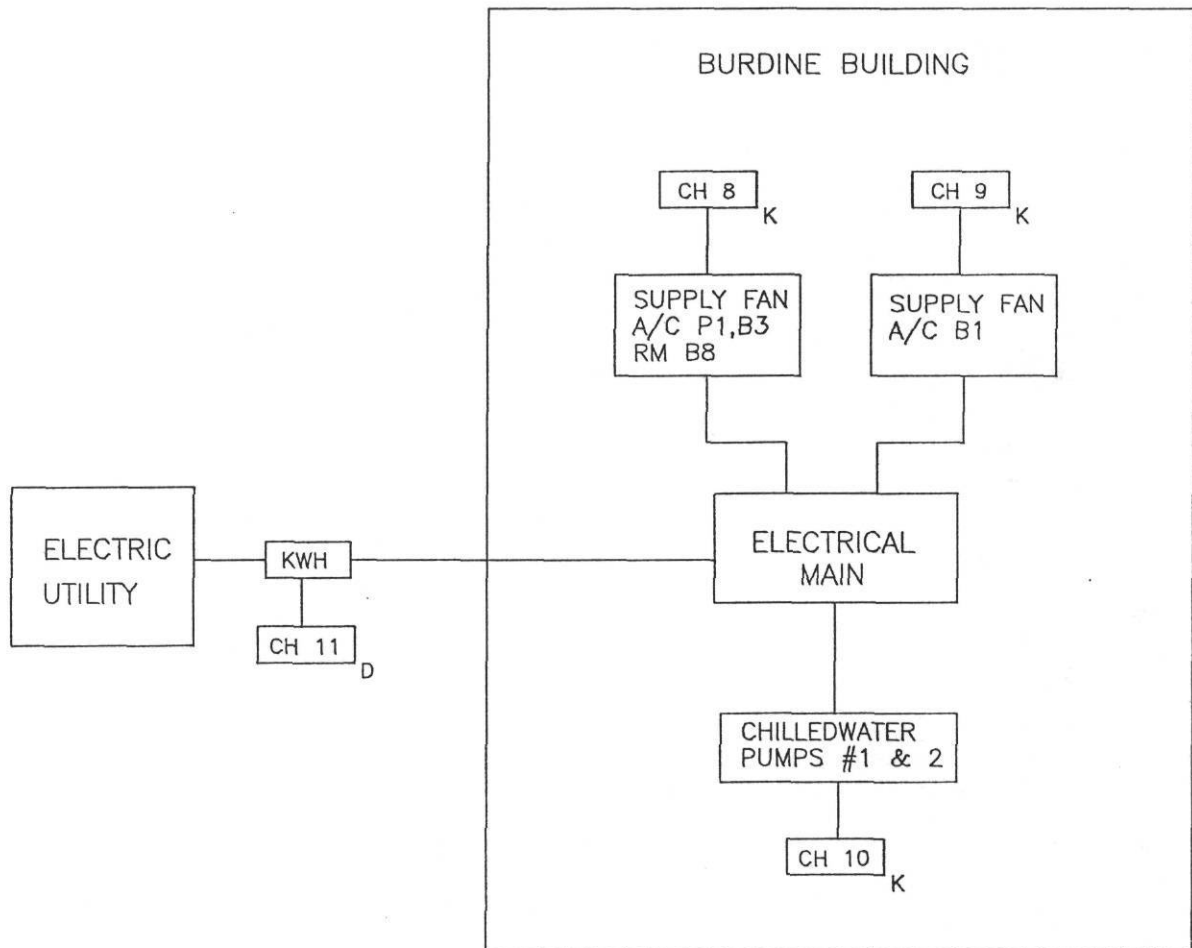 BURDINE BUILDING
CH 8
K
CH 9
K
SUPPLY FAN
A/C P1,B3
RM B8
SUPPLY FAN
A/C B1
ELECTRIC
UTILITY
KWH
CH 11
D
ELECTRICAL
MAIN
CHILLEDWATER
PUMPS #1 & 2
CH 10
K